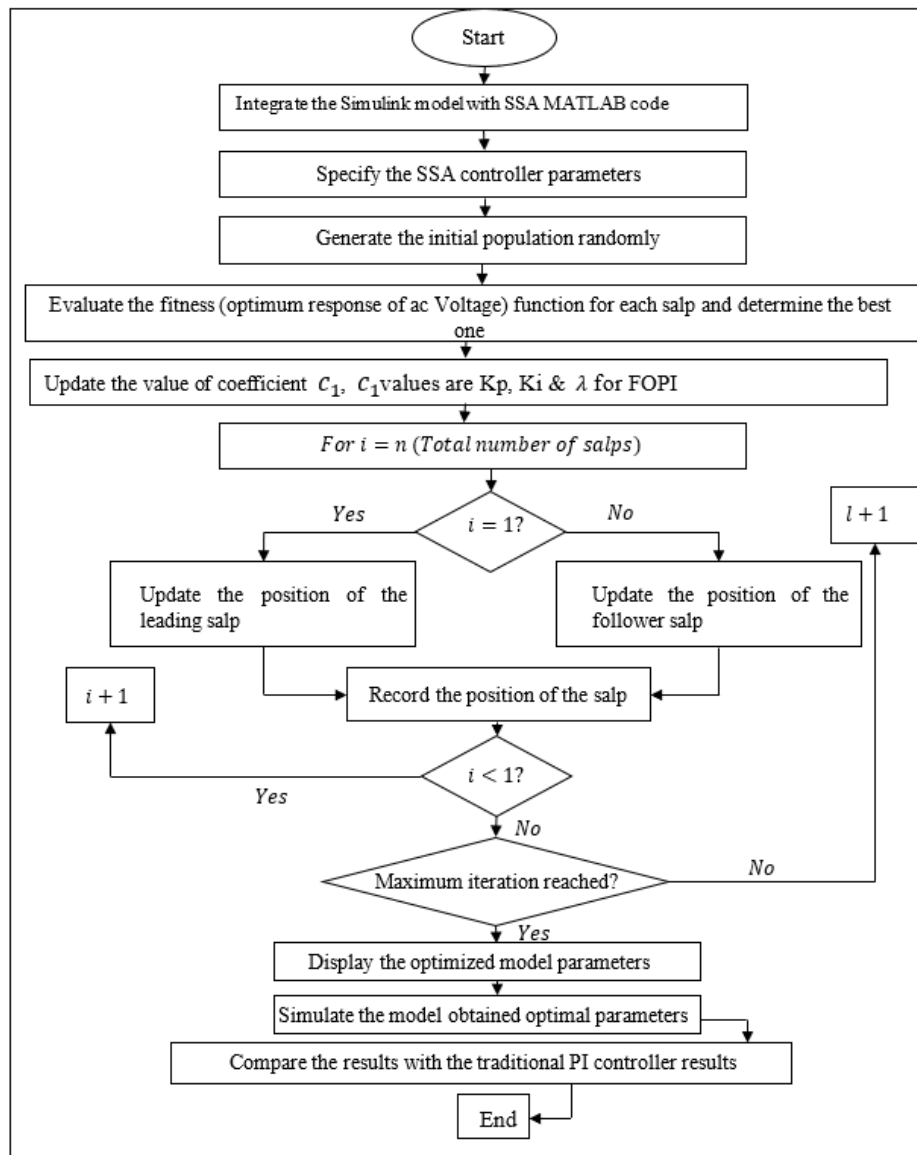 Start
Integrate the Simulink model with SSA MATLAB code
Specify the SSA controller parameters
Generate the initial population randomly
Evaluate the fitness (optimum response of ac Voltage) function for each salp and determine the best
one
Update the value of coefficient C₁, C₁values are Kp, Ki & λ for FOPI
For i = n (Total number of salps)
i = 1?
Yes
No
l + 1
Update the position of the
leading salp
Update the position of the
follower salp
i + 1
Record the position of the salp
i < 1?
Yes
No
Maximum iteration reached?
No
Yes
Display the optimized model parameters
Simulate the model obtained optimal parameters
Compare the results with the traditional PI controller results
End